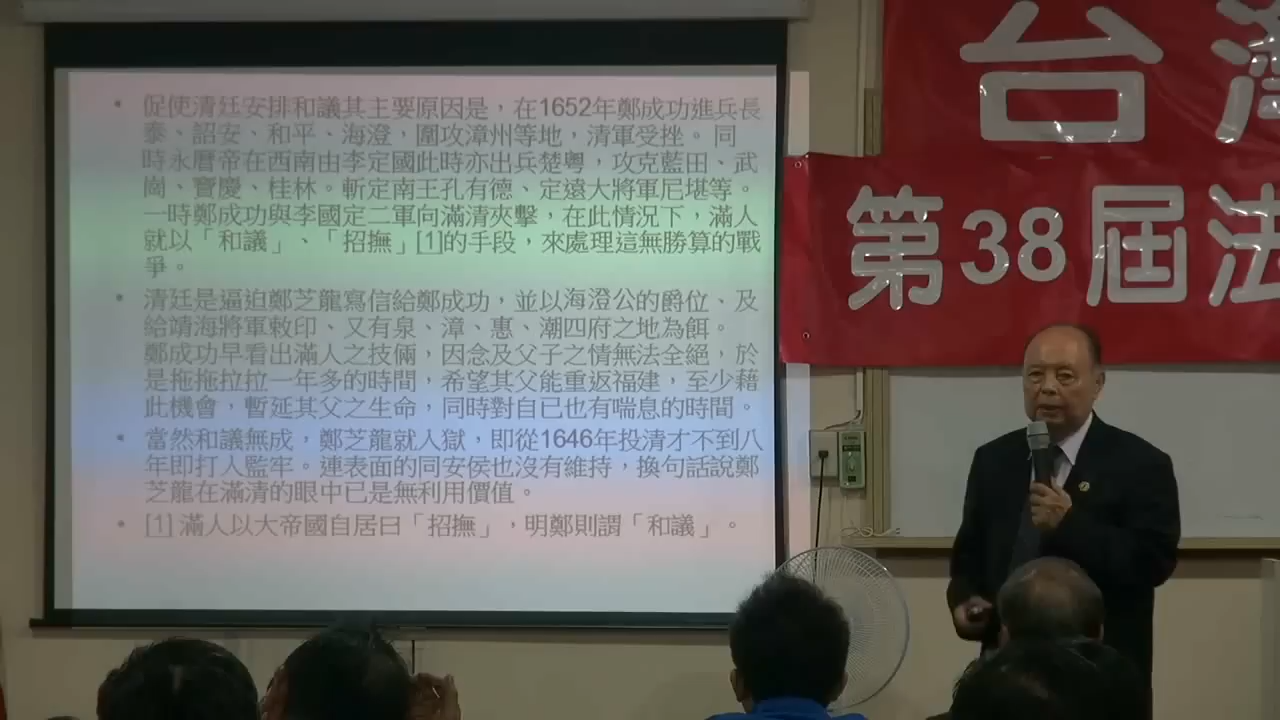 • 促使清廷安排和議其主要原因是，在1652年鄭成功進兵長
泰、詔安、和平、海澄，圍攻漳州等地，清軍受挫。同
時永曆帝在西南由李定國此時亦出兵楚粵，攻克藍田、武
崗、寶慶、桂林。斬定南王孔有德、定遠大將軍尼堪等。
一時鄭成功與李國定二軍向滿清夾擊，在此情況下，滿人
就以「和議」、「招撫」[1]的手段，來處理這無勝算的戰
爭。
• 清廷是逼迫鄭芝龍寫信給鄭成功，並以海澄公的爵位、及
給靖海將軍敕印、又有泉、漳、惠、潮四府之地為餌。
鄭成功早看出滿人之技倆，因念及父子之情無法全絕，於
是拖拖拉拉一年多的時間，希望其父能重返福建，至少藉
此機會，暫延其父之生命，同時對自已也有喘息的時間。
• 當然和議無成，鄭芝龍就入獄，即從1646年投清才不到八
年即打入監牢。連表面的同安侯也沒有維持，換句話說鄭
芝龍在滿清的眼中已是無利用價值。
• [1] 滿人以大帝國自居曰「招撫」，明鄭則謂「和議」。
台灣
第38屆法